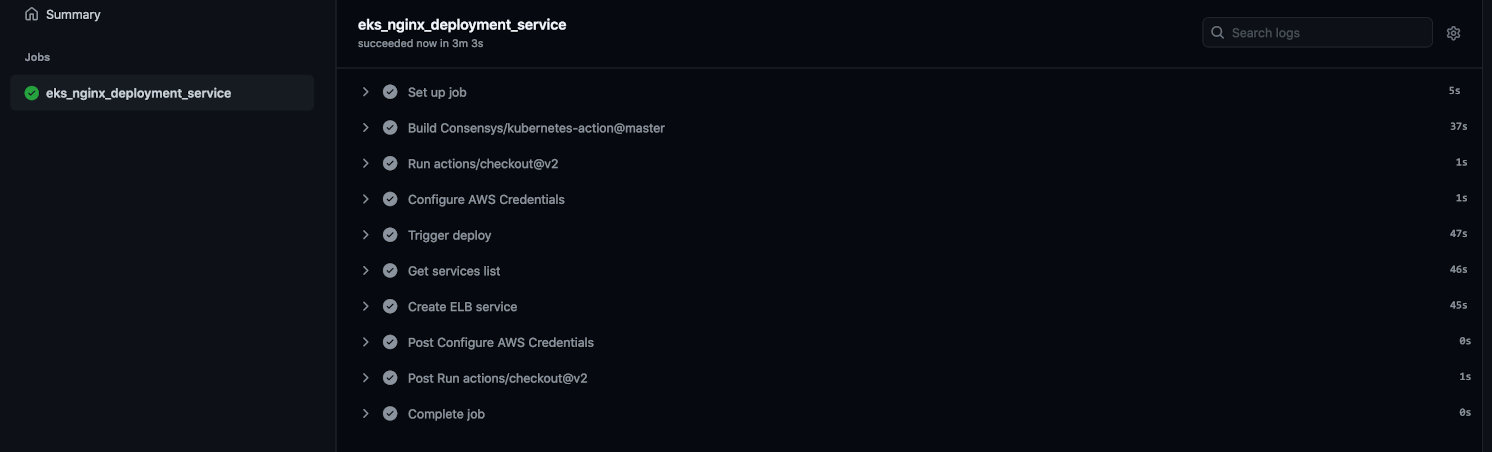 Summary
Jobs
eks_nginx_deployment_service
eks_nginx_deployment_service
succeeded now in 3m 3s
Search logs
Set up job 5s
Build Consensys/kubernetes-action@master 37s
Run actions/checkout@v2 1s
Configure AWS Credentials 1s
Trigger deploy 47s
Get services list 46s
Create ELB service 45s
Post Configure AWS Credentials 0s
Post Run actions/checkout@v2 1s
Complete job 0s